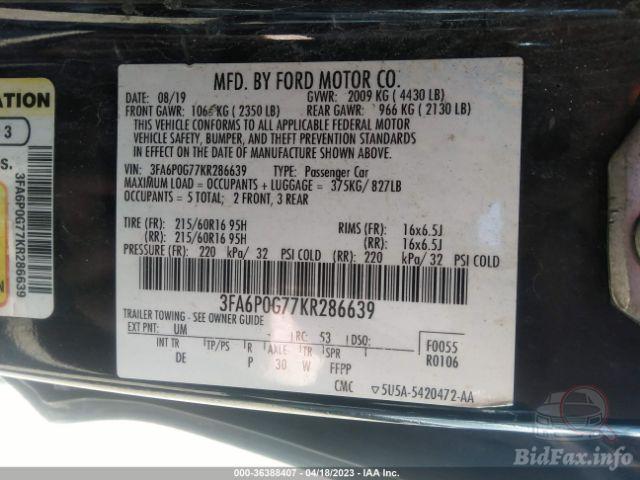 ATION
3
S.
3FA6P0G77KR286639
N
MFD. BY FORD MOTOR CO.
DATE: 08/19 GVWR: 2009 KG ( 4430 LB)
FRONT GAWR: 1065 KG ( 2350 LB) REAR GAWR: 966 KG ( 2130 LB)
THIS VEHICLE CONFORMS TO ALL APPLICABLE FEDERAL MOTOR
VEHICLE SAFETY, BUMPER, AND THEFT PREVENTION STANDARDS
IN EFFECT ON THE DATE OF MANUFACTURE SHOWN ABOVE.
VIN: 3FA6P0G77KR286639 TYPE: Passenger Car
MAXIMUM LOAD = OCCUPANTS + LUGGAGE = 375KG/ 827LB
OCCUPANTS = 5 TOTAL; 2 FRONT, 3 REAR
TIRE (FR): 215/60R16 95H RIMS (FR): 16x6.5J
(RR): 215/60R16 95H (RR): 16x6.5J
PRESSURE (FR): 220 kPa/ 32 PSI COLD (RR): 220 kPa/ 32 PSI COLD
3FA6P0G77KR286639
TRAILER TOWING - SEE OWNER GUIDE
EXT PNT: UM RC: 53 DSO: F0055
INT TR TP/PS R AXLE TR SPR R0106
DE P 30 W FFPP
CMC ▽5U5A-5420472-AA
BidFax.info
000-36388407 - 04/18/2023 - IAA Inc.